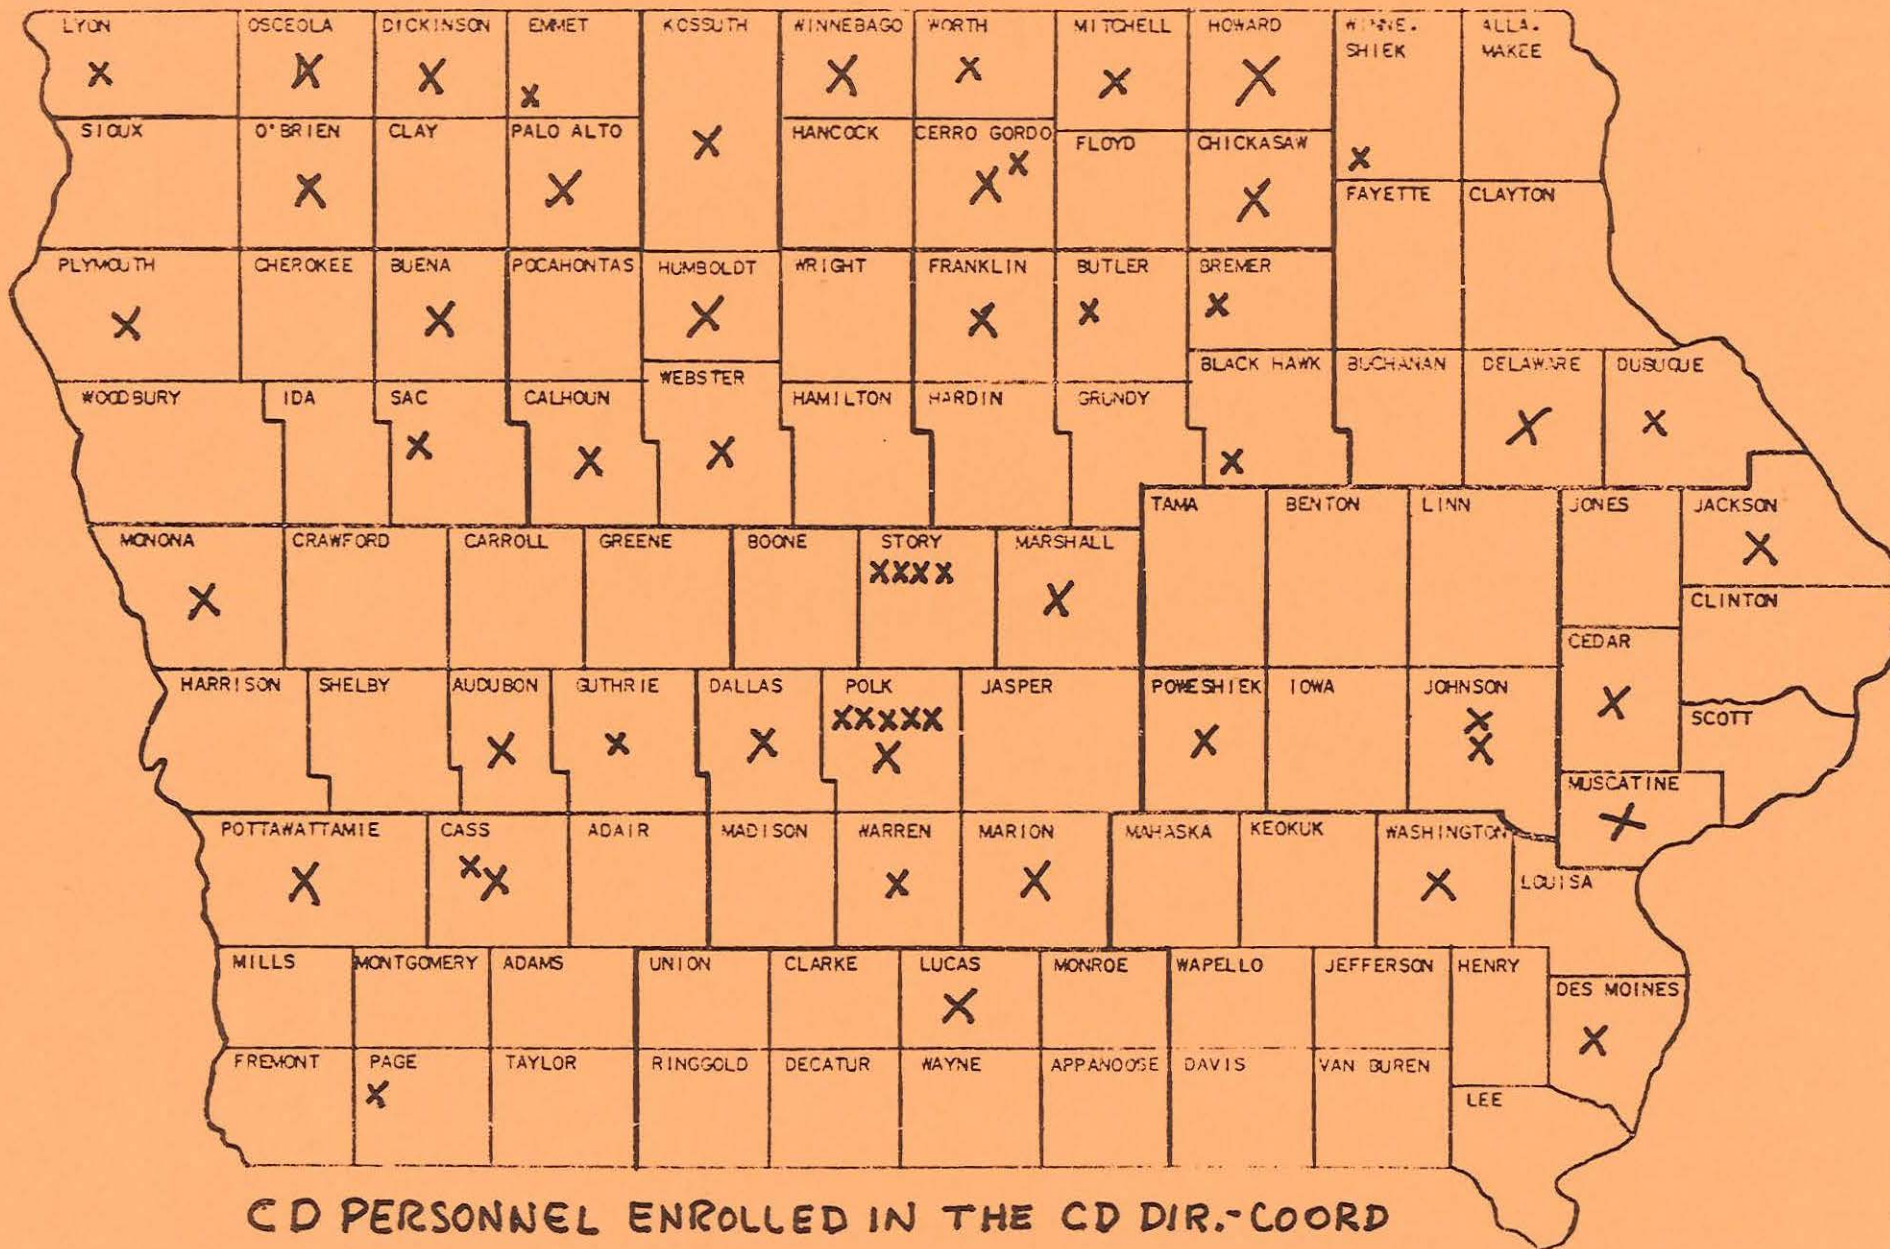 LYON OSCEOLA DICKINSON EMMET KOSSUTH WINNEBAGO WORTH MITCHELL HOWARD WINNE. ALLA.
SHIEK MAKEE
X X X X X X X X X
SIOUX O'BRIEN CLAY PALO ALTO HANCOCK CERRO GORDO FLOYD CHICKASAW
X X X X X X X X
FAYETTE CLAYTON
PLYMOUTH CHEROKEE BUENA POCAHONTAS HUMBOLDT WRIGHT FRANKLIN BUTLER BREMER
X X X X X X
BLACK HAWK BUCHANAN DELAWARE DUBUQUE
WEBSTER
WOODBURY IDA SAC CALHOUN HAMILTON HARDIN GRUNDY
X X X X X X
TAMA BENTON LINN JONES JACKSON
MONONA CRAWFORD CARROLL GREENE BOONE STORY MARSHALL
X XXXX X X
CLINTON
CEDAR
HARRISON SHELBY AUDUBON GUTHRIE DALLAS POLK JASPER POWESHIEK IOWA JOHNSON
XXXXX X X
SCOTT
X X X X X X
MUSCATINE
X
POTTAWATTAMIE CASS ADAIR MADISON WARREN MARION MAHASKA KEOKUK WASHINGTON
X XX X X X
LOUISA
MILLS MONTGOMERY ADAMS UNION CLARKE LUCAS MONROE WAPELLO JEFFERSON HENRY
DES MOINES
X X
FREMONT PAGE TAYLOR RINGGOLD DECATUR WAYNE APPANOOSE DAVIS VAN BUREN
X
LEE
CD PERSONNEL ENROLLED IN THE CD DIR.-COORD